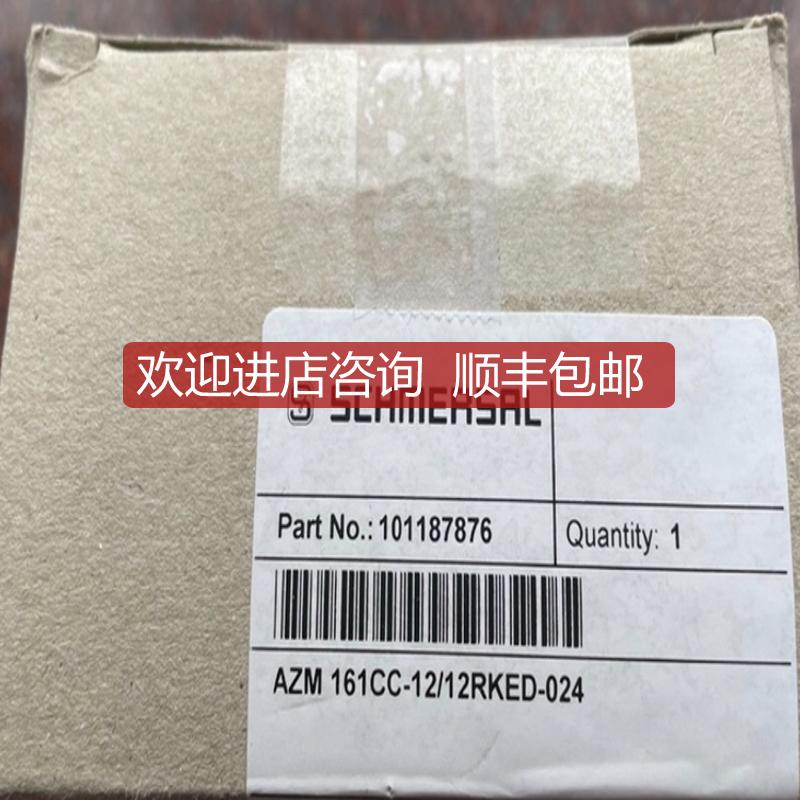 欢迎进店咨询 顺丰包邮
SCHMERSAL
Part No.: 101187876
Quantity: 1
AZM 161CC-12/12RKED-024